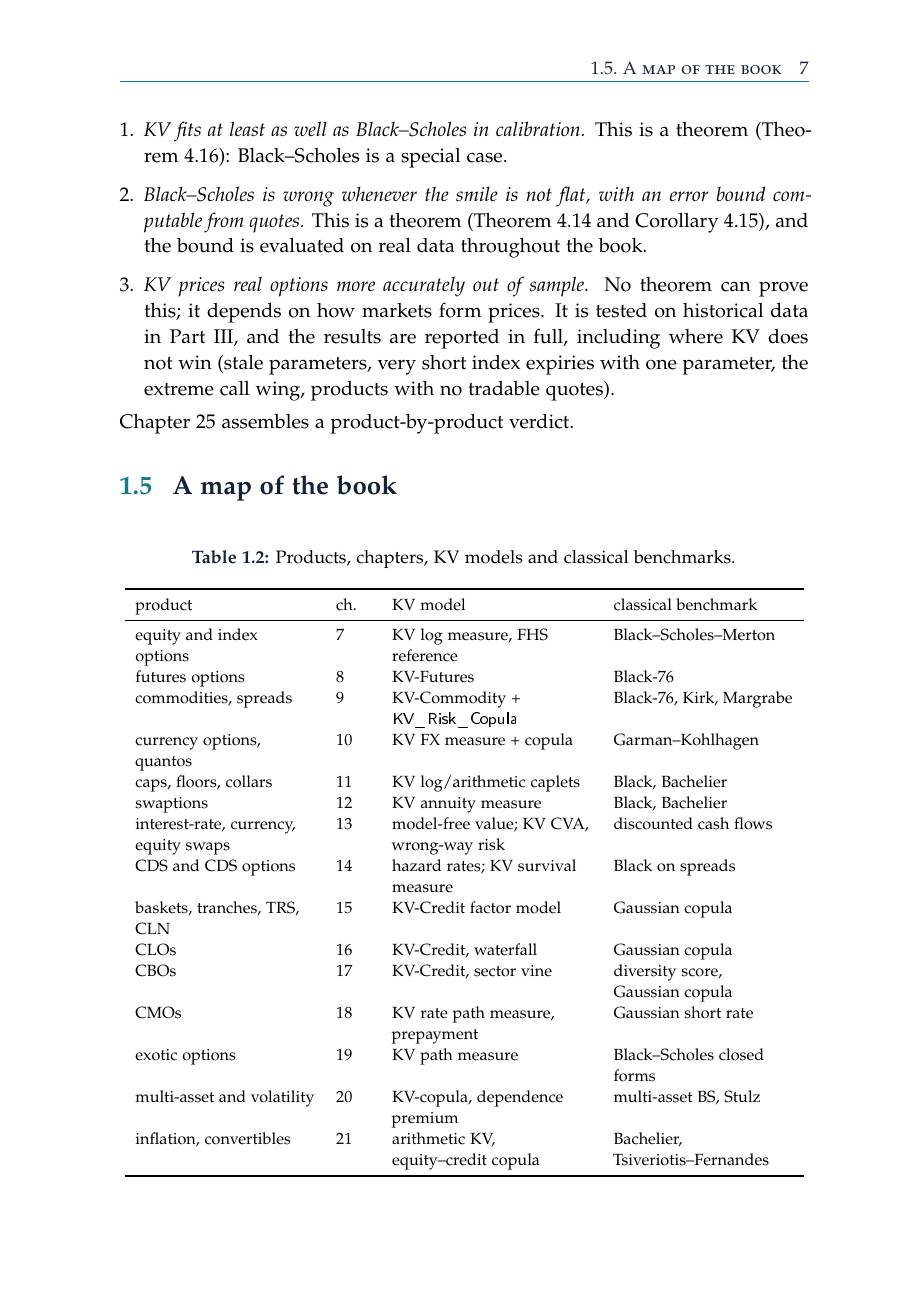 1.5. A MAP OF THE BOOK 7
1. KV fits at least as well as Black–Scholes in calibration. This is a theorem (Theo-
rem 4.16): Black–Scholes is a special case.
2. Black–Scholes is wrong whenever the smile is not flat, with an error bound com-
putable from quotes. This is a theorem (Theorem 4.14 and Corollary 4.15), and
the bound is evaluated on real data throughout the book.
3. KV prices real options more accurately out of sample. No theorem can prove
this; it depends on how markets form prices. It is tested on historical data
in Part III, and the results are reported in full, including where KV does
not win (stale parameters, very short index expiries with one parameter, the
extreme call wing, products with no tradable quotes).
Chapter 25 assembles a product-by-product verdict.
1.5 A map of the book
Table 1.2: Products, chapters, KV models and classical benchmarks.
product ch. KV model classical benchmark
equity and index 7 KV log measure, FHS Black–Scholes–Merton
options reference
futures options 8 KV-Futures Black-76
commodities, spreads 9 KV-Commodity + Black-76, Kirk, Margrabe
KV_Risk_Copula
currency options, 10 KV FX measure + copula Garman–Kohlhagen
quantos
caps, floors, collars 11 KV log/arithmetic caplets Black, Bachelier
swaptions 12 KV annuity measure Black, Bachelier
interest-rate, currency, 13 model-free value; KV CVA, discounted cash flows
equity swaps wrong-way risk
CDS and CDS options 14 hazard rates; KV survival Black on spreads
measure
baskets, tranches, TRS, 15 KV-Credit factor model Gaussian copula
CLN
CLOs 16 KV-Credit, waterfall Gaussian copula
CBOs 17 KV-Credit, sector vine diversity score,
Gaussian copula
CMOs 18 KV rate path measure, Gaussian short rate
prepayment
exotic options 19 KV path measure Black–Scholes closed
forms
multi-asset and volatility 20 KV-copula, dependence multi-asset BS, Stulz
premium
inflation, convertibles 21 arithmetic KV, Bachelier,
equity–credit copula Tsiveriotis–Fernandes